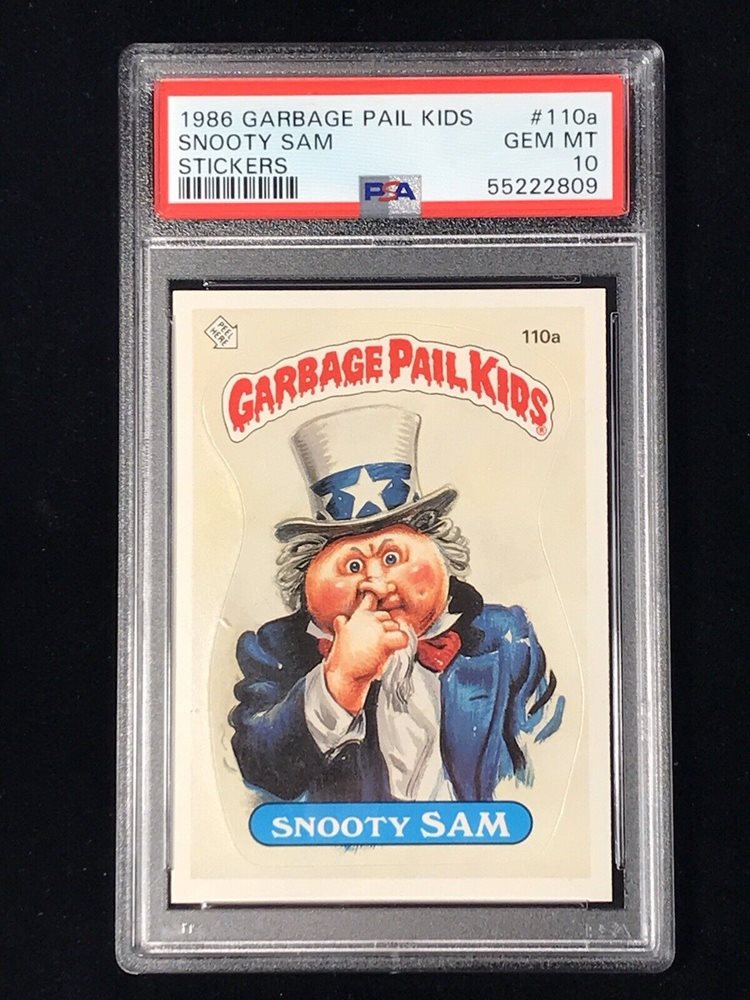 1986 GARBAGE PAIL KIDS #110a
SNOOTY SAM GEM MT
STICKERS 10
PSA 55222809
PEEL
HERE
110a
GARBAGE PAIL KIDS
®
SNOOTY SAM